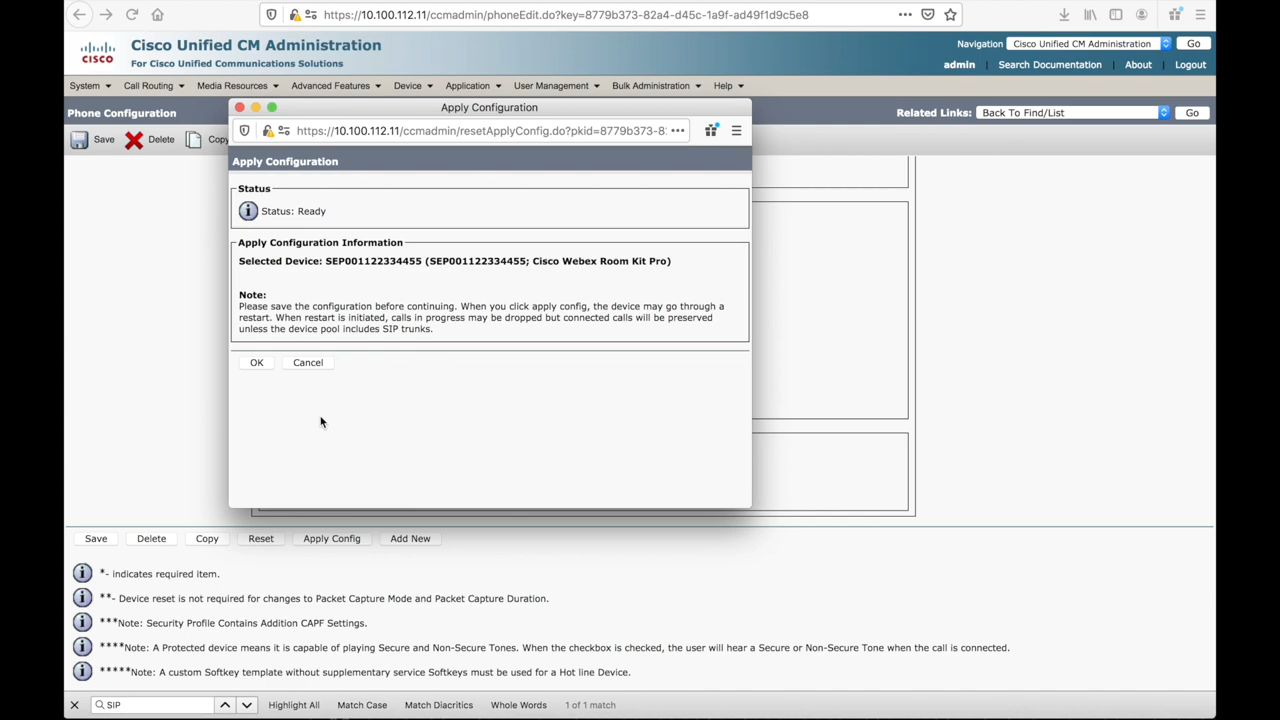 https://10.100.112.11/ccmadmin/phoneEdit.do?key=8779b373-82a4-d45c-1a9f-ad49f1d9c5e8
CISCO
Cisco Unified CM Administration
For Cisco Unified Communications Solutions
Navigation Cisco Unified CM Administration Go
admin | Search Documentation | About | Logout
System Call Routing Media Resources Advanced Features Device Application User Management Bulk Administration Help
Phone Configuration
Related Links: Back To Find/List Go
Save Delete Copy
Apply Configuration
https://10.100.112.11/ccmadmin/resetApplyConfig.do?pkid=8779b373-8
Apply Configuration
Status
Status: Ready
Apply Configuration Information
Selected Device: SEP001122334455 (SEP001122334455; Cisco Webex Room Kit Pro)
Note:
Please save the configuration before continuing. When you click apply config, the device may go through a
restart. When restart is initiated, calls in progress may be dropped but connected calls will be preserved
unless the device pool includes SIP trunks.
OK Cancel
Save Delete Copy Reset Apply Config Add New
*- indicates required item.
**- Device reset is not required for changes to Packet Capture Mode and Packet Capture Duration.
***Note: Security Profile Contains Addition CAPF Settings.
****Note: A Protected device means it is capable of playing Secure and Non-Secure Tones. When the checkbox is checked, the user will hear a Secure or Non-Secure Tone when the call is connected.
*****Note: A custom Softkey template without supplementary service Softkeys must be used for a Hot line Device.
SIP Highlight All Match Case Match Diacritics Whole Words 1 of 1 match